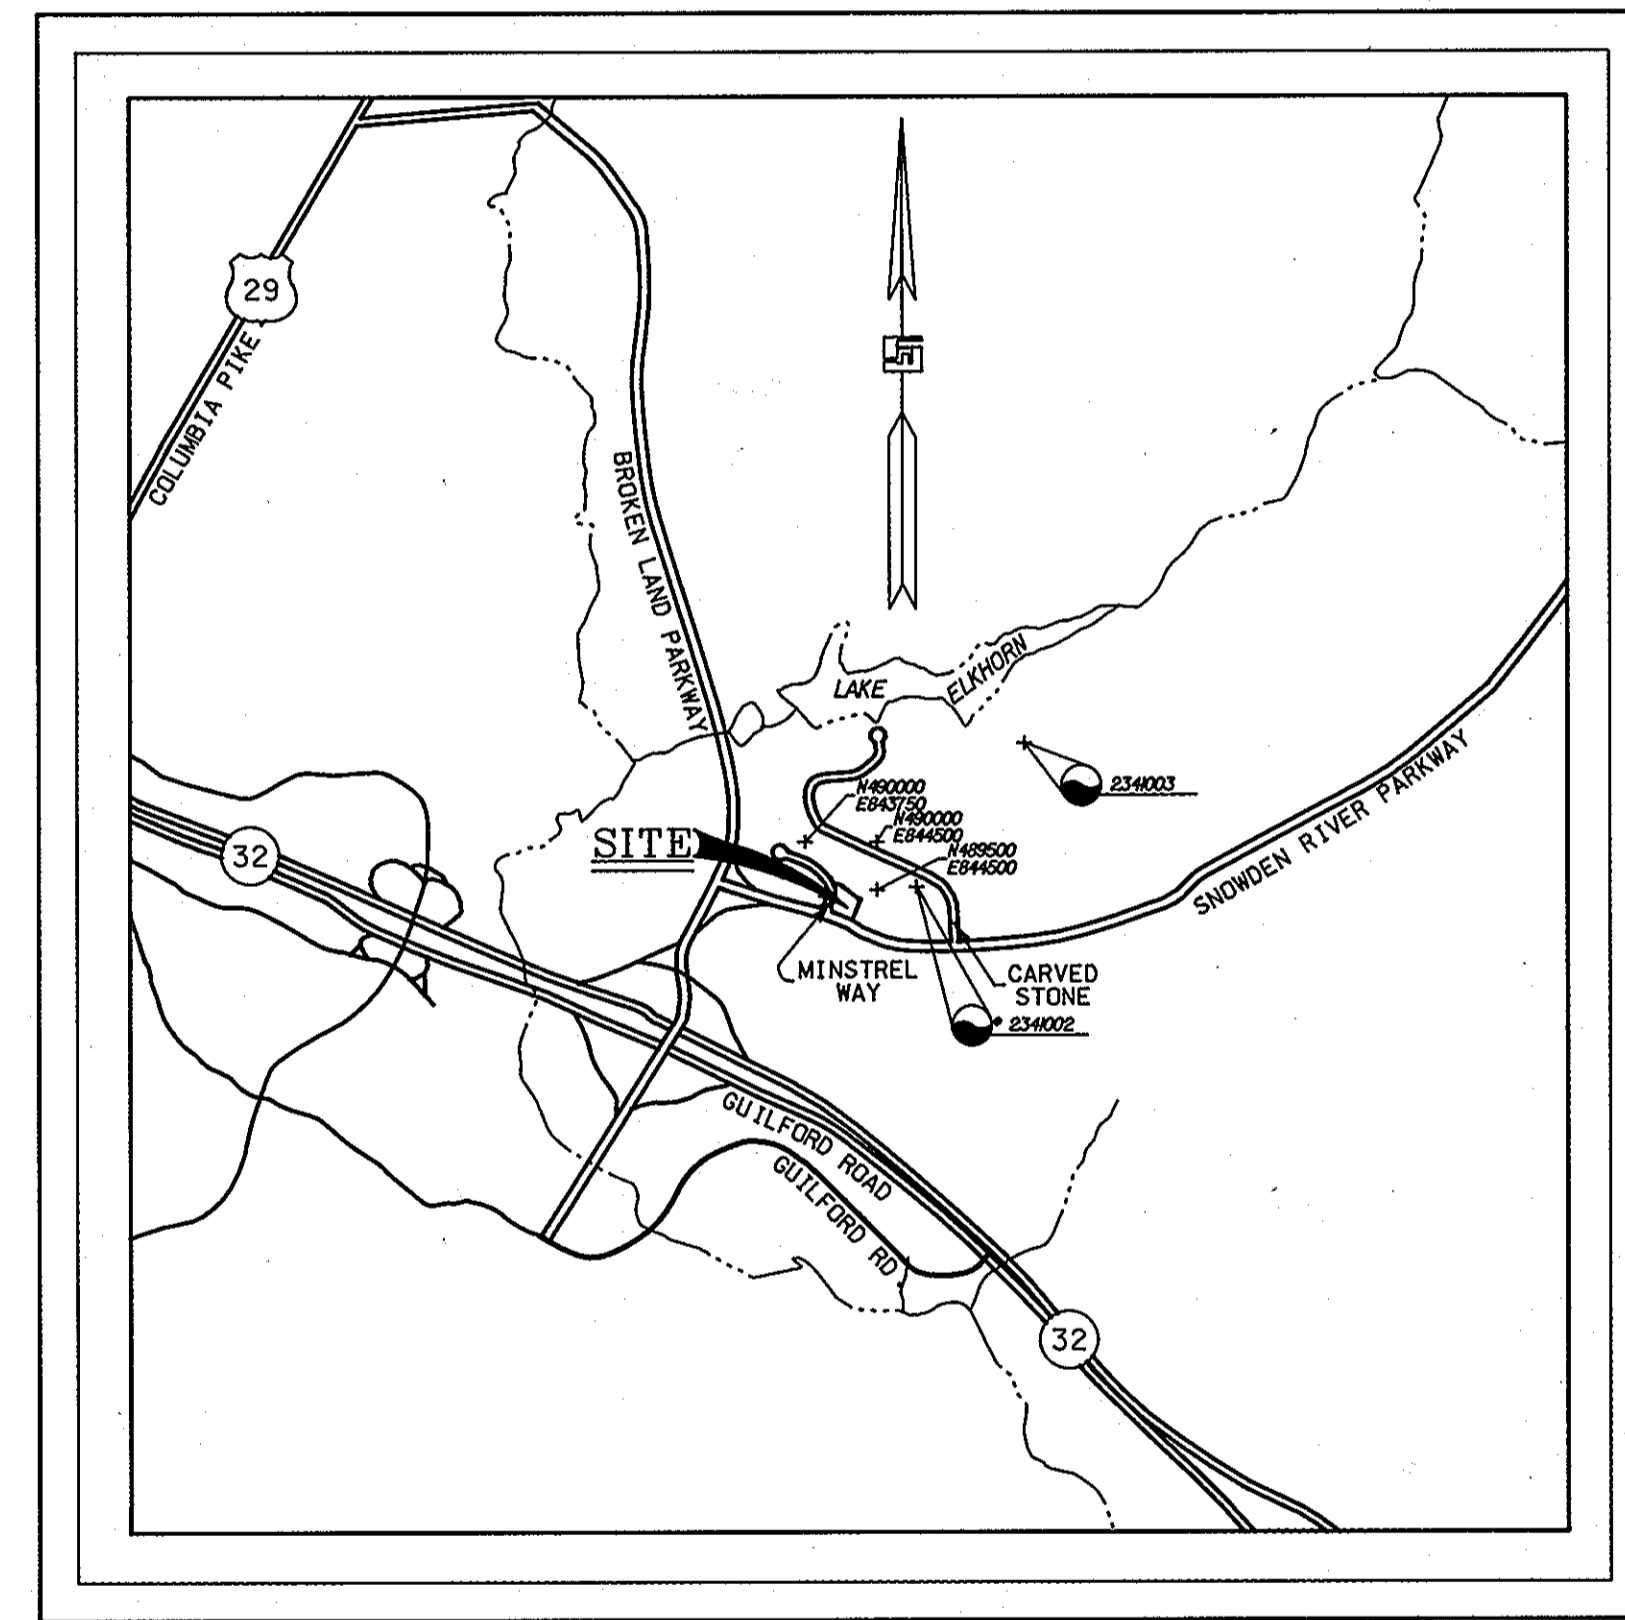 29
COLUMBIA PIKE
BROKEN LAND PARKWAY
LAKE ELKHORN
2341003
N490000
E843750
N490000
E844500
N489500
E844500
SITE
32
SNOWDEN RIVER PARKWAY
MINSTREL
WAY
CARVED
STONE
2341002
GUILFORD ROAD
GUILFORD RD
32